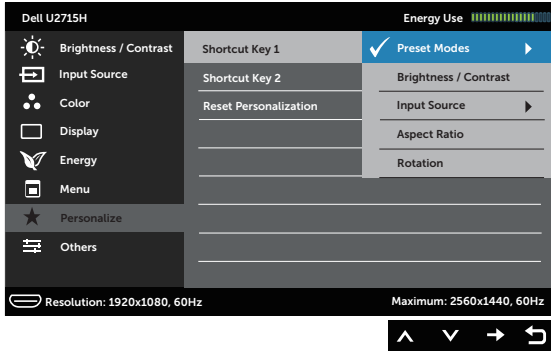 Dell U2715H Energy Use
Brightness / Contrast Shortcut Key 1 Preset Modes
Input Source Shortcut Key 2 Brightness / Contrast
Color Reset Personalization Input Source
Display Aspect Ratio
Energy Rotation
Menu
Personalize
Others
Resolution: 1920x1080, 60Hz Maximum: 2560x1440, 60Hz